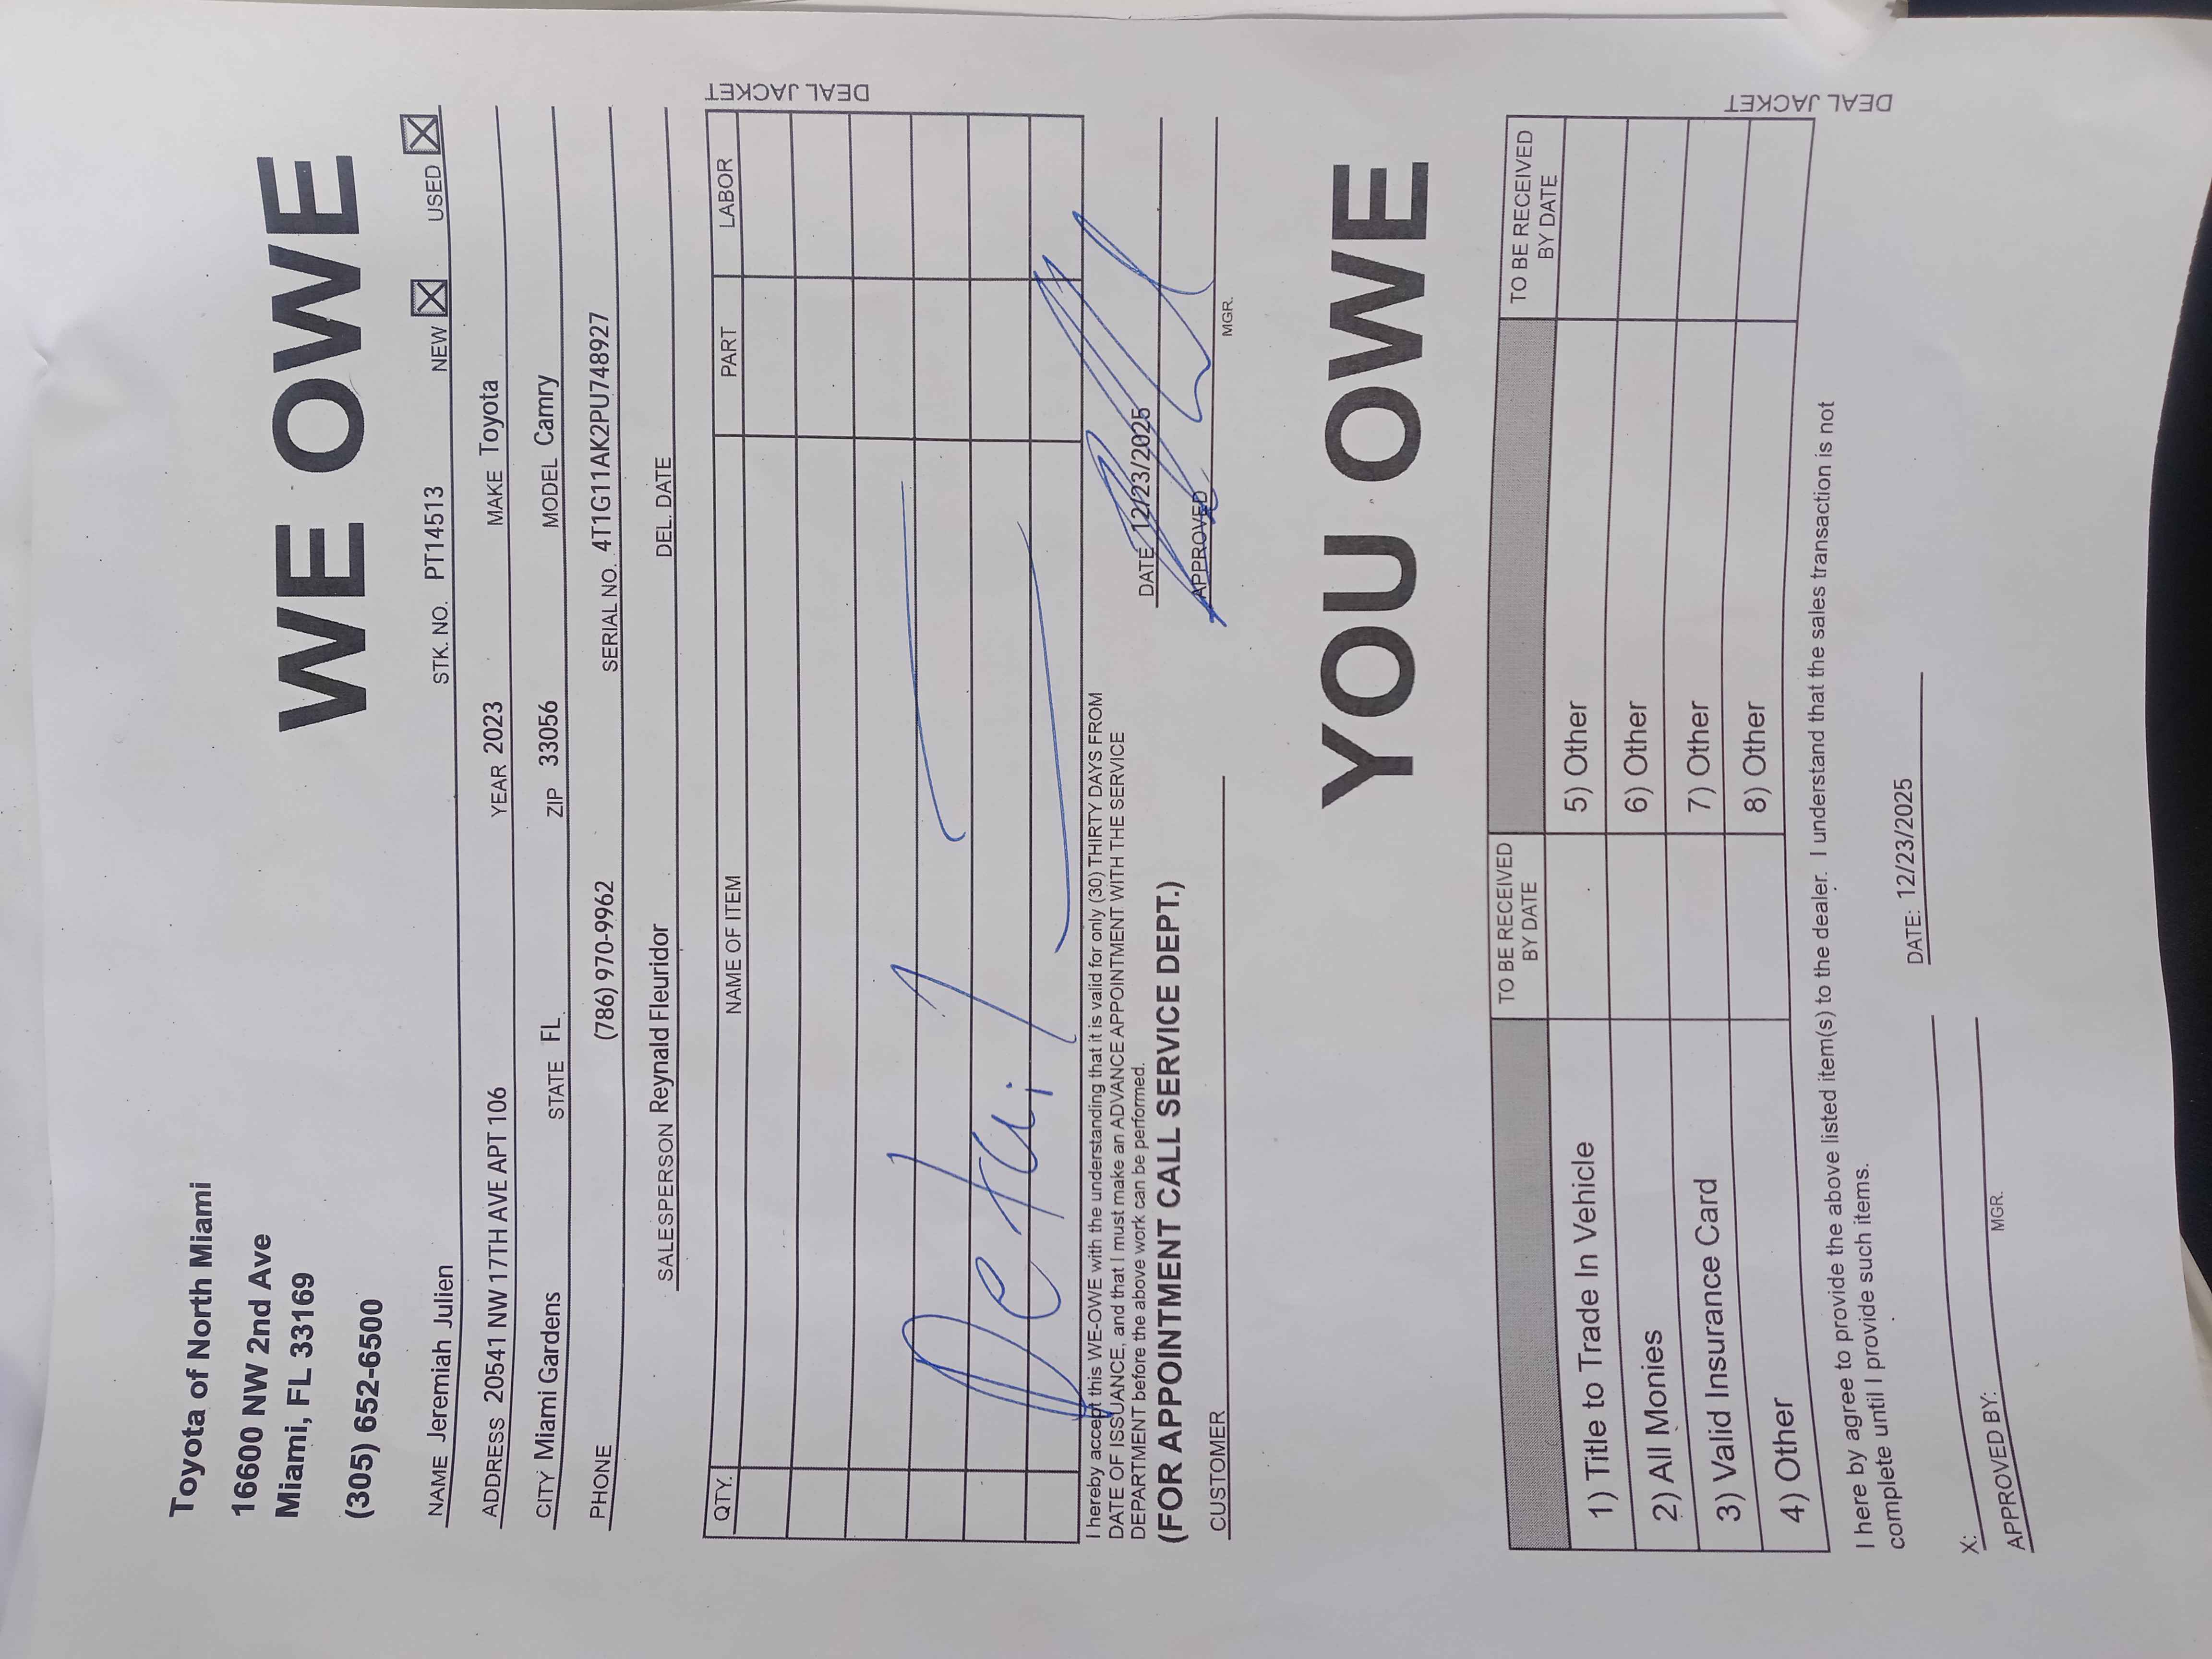 Toyota of North Miami
16600 NW 2nd Ave
Miami, FL 33169
(305) 652-6500
WE OWE
NAME Jeremiah Julien STK. NO. PT14513 NEW ☒ USED ☒
ADDRESS 20541 NW 17TH AVE APT 106 YEAR 2023 MAKE Toyota
CITY Miami Gardens STATE FL ZIP 33056 MODEL Camry
PHONE (786) 970-9962 SERIAL NO. 4T1G11AK2PU748927
SALESPERSON Reynald Fleuridor DEL. DATE
DEAL JACKET
QTY. NAME OF ITEM PART LABOR
Detail
I hereby accept this WE-OWE with the understanding that it is valid for only (30) THIRTY DAYS FROM
DATE OF ISSUANCE, and that I must make an ADVANCE APPOINTMENT WITH THE SERVICE
DEPARTMENT before the above work can be performed.
(FOR APPOINTMENT CALL SERVICE DEPT.)
DATE 12/23/2025
CUSTOMER APPROVED
MGR.
YOU OWE
TO BE RECEIVED BY DATE TO BE RECEIVED BY DATE
1) Title to Trade In Vehicle 5) Other
2) All Monies 6) Other
3) Valid Insurance Card 7) Other
4) Other 8) Other
DEAL JACKET
I here by agree to provide the above listed item(s) to the dealer. I understand that the sales transaction is not
complete until I provide such items.
X: DATE: 12/23/2025
APPROVED BY:
MGR.